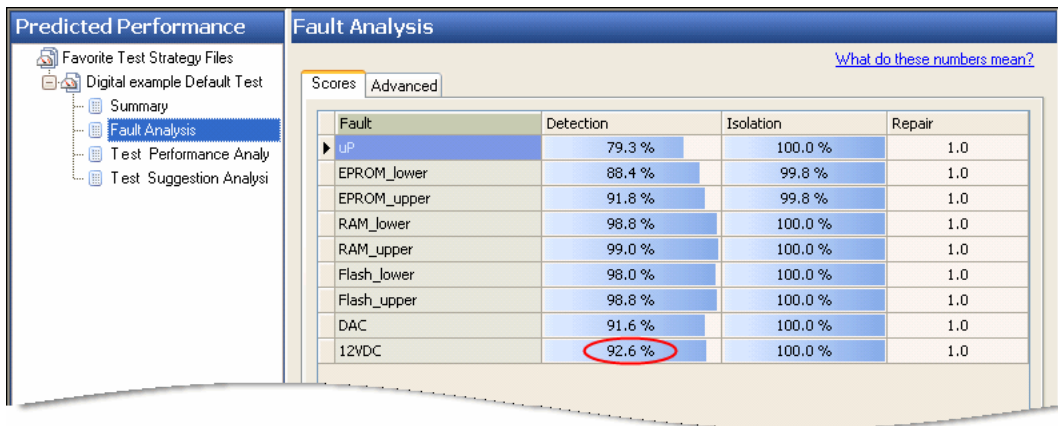 Predicted Performance
Favorite Test Strategy Files
Digital example Default Test
Summary
Fault Analysis
Test Performance Analy
Test Suggestion Analysi
Fault Analysis
What do these numbers mean?
Scores Advanced
Fault Detection Isolation Repair
uP 79.3 % 100.0 % 1.0
EPROM_lower 88.4 % 99.8 % 1.0
EPROM_upper 91.8 % 99.8 % 1.0
RAM_lower 98.8 % 100.0 % 1.0
RAM_upper 99.0 % 100.0 % 1.0
Flash_lower 98.0 % 100.0 % 1.0
Flash_upper 98.8 % 100.0 % 1.0
DAC 91.6 % 100.0 % 1.0
12VDC 92.6 % 100.0 % 1.0